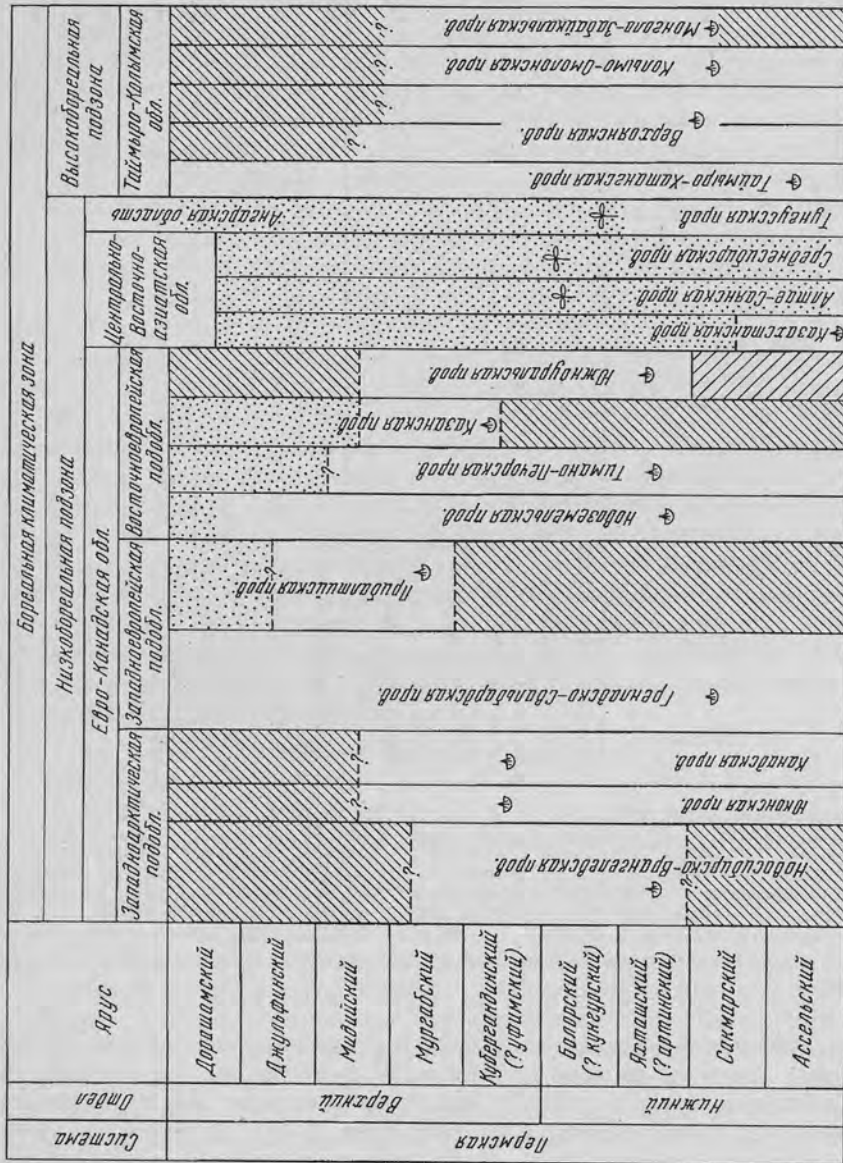 Бореальная климатическая зона
Низкобореальная подзона
Высокобореальная
подзона
Евро-Канадская обл.
Центрально-
Восточно-
азиатская
обл.
Таймыро-Колымская
обл.
Западноарктическая
подобл.
Западноевропейская
подобл.
Восточноевропейская
подобл.
Система
Отдел
Ярус
Пермская
Верхний
Нижний
Дорашамский
Джульфинский
Мидийский
Мургабский
Кубергандинский
(? уфимский)
Болорский
(? кунгурский)
Яхташский
(? артинский)
Сакмарский
Ассельский
Новосибирско-Врангелевская пров.
Юконская пров.
Канадская пров.
Гренладско-Свальбардская пров.
Прибалтийская пров.
Новоземельская пров.
Тимано-Печорская пров.
Казанская пров.
Южноуральская пров.
Казахстанская пров.
Алтае-Саянская пров.
Среднесибирская пров.
Тунгусская пров.
Ангарская область
Таймыро-Хатангская пров.
Верхоянская пров.
Колымо-Омолонская пров.
Монголо-Забайкальская пров.
?
?
?
?
?
?
?
?
?
?
?